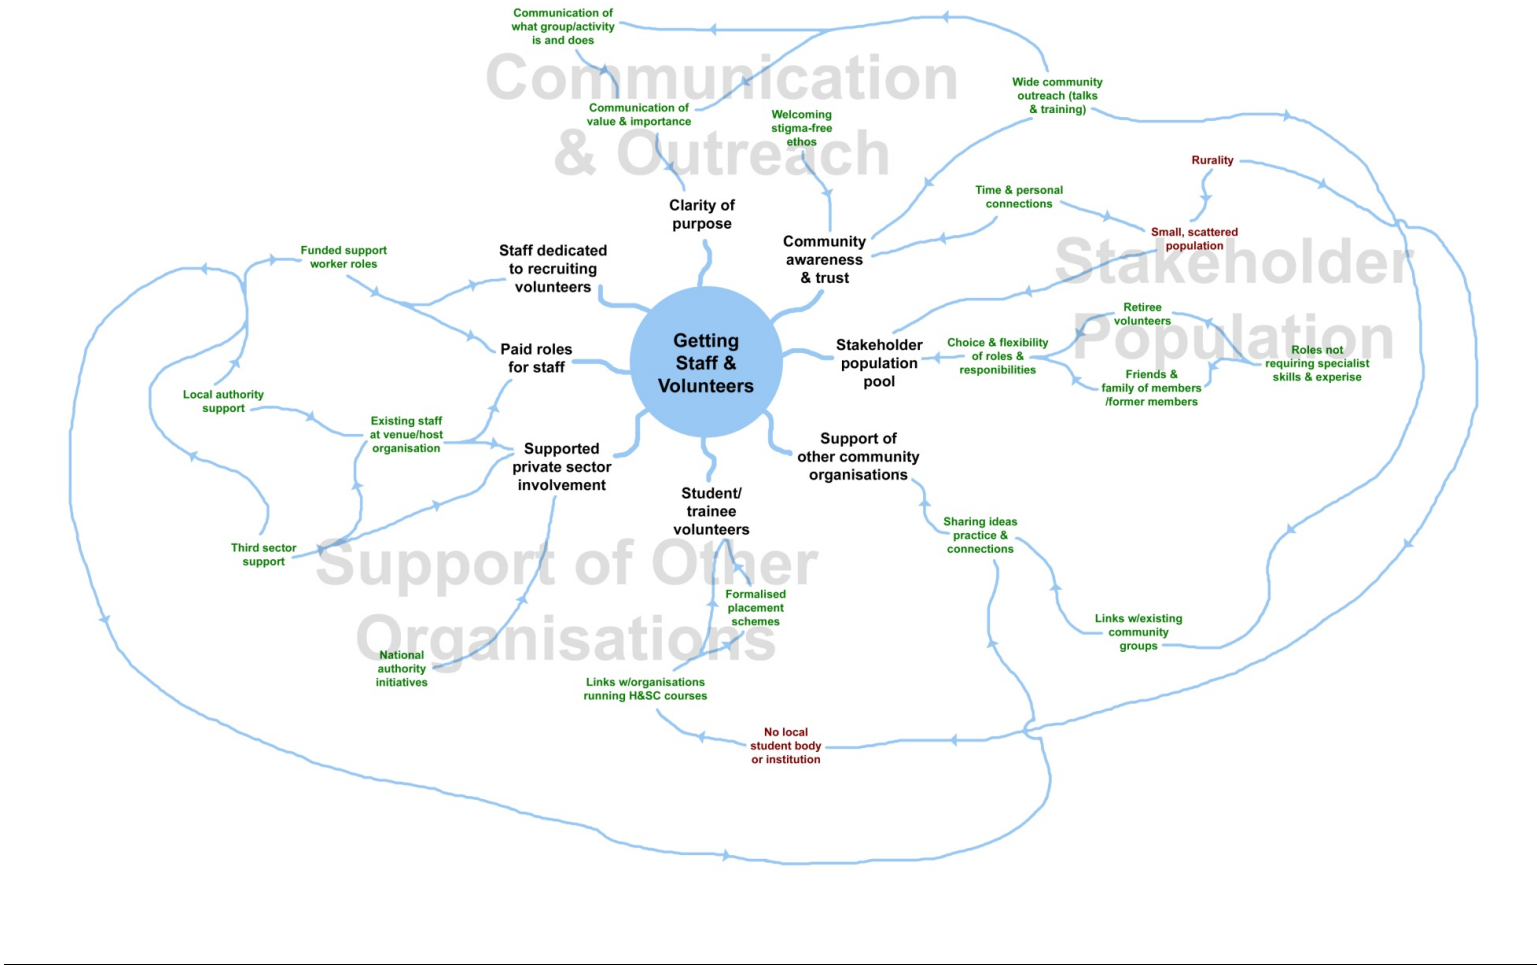 Communication of
what group/activity
is and does
Communication
& Outreach
Communication of
value & importance
Welcoming
stigma-free
ethos
Wide community
outreach (talks
& training)
Rurality
Time & personal
connections
Small, scattered
population
Stakeholder
Population
Clarity of
purpose
Community
awareness
& trust
Staff dedicated
to recruiting
volunteers
Funded support
worker roles
Retiree
volunteers
Getting
Staff &
Volunteers
Paid roles
for staff
Stakeholder
population
pool
Choice & flexibility
of roles &
responibilities
Roles not
requiring specialist
skills & experise
Friends &
family of members
/former members
Local authority
support
Existing staff
at venue/host
organisation
Supported
private sector
involvement
Support of
other community
organisations
Student/
trainee
volunteers
Sharing ideas
practice &
connections
Third sector
support
Support of Other
Organisations
Formalised
placement
schemes
Links w/existing
community
groups
National
authority
initiatives
Links w/organisations
running H&SC courses
No local
student body
or institution